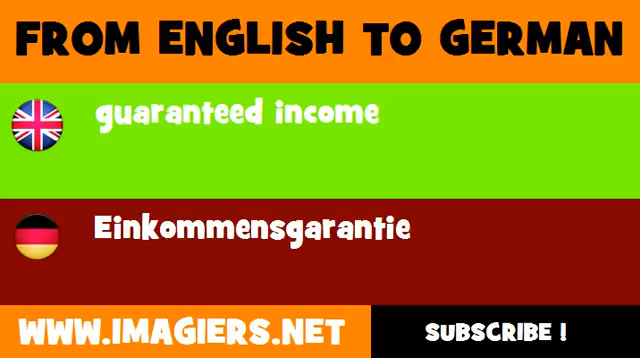 FROM ENGLISH TO GERMAN
guaranteed income
Einkommensgarantie
WWW.IMAGIERS.NET
SUBSCRIBE !